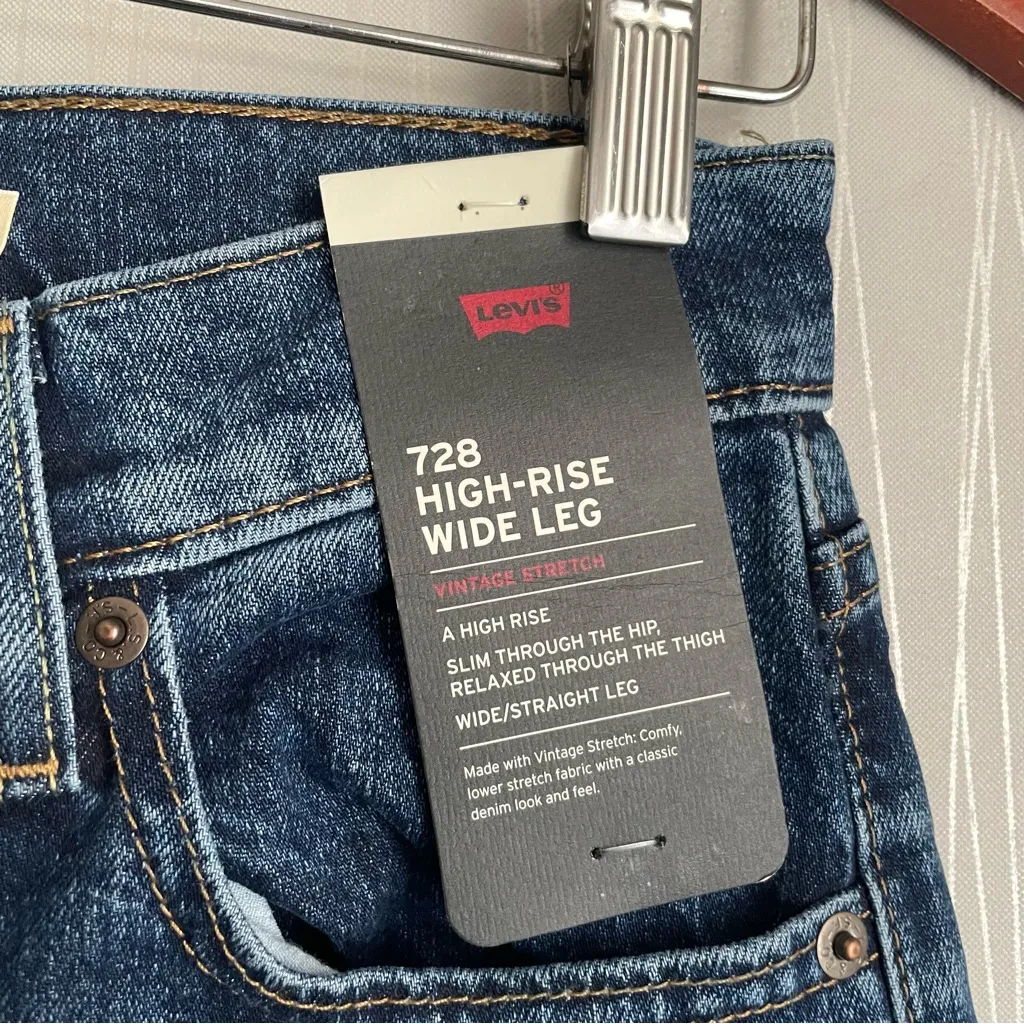 LEVI'S®
728
HIGH-RISE
WIDE LEG
VINTAGE STRETCH
A HIGH RISE
SLIM THROUGH THE HIP,
RELAXED THROUGH THE THIGH
WIDE/STRAIGHT LEG
Made with Vintage Stretch: Comfy,
lower stretch fabric with a classic
denim look and feel.